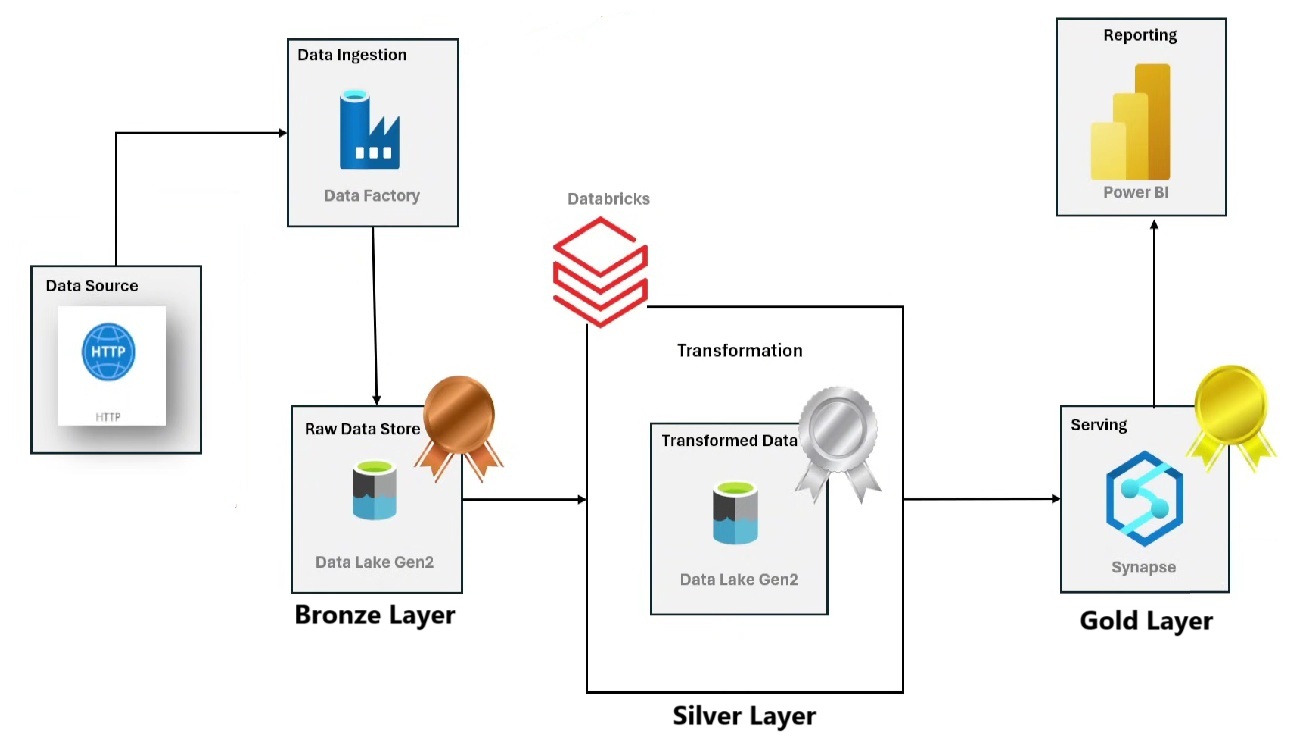 Data Source
HTTP
HTTP
Data Ingestion
Data Factory
Raw Data Store
Data Lake Gen2
Bronze Layer
Databricks
Transformation
Transformed Data
Data Lake Gen2
Silver Layer
Serving
Synapse
Gold Layer
Reporting
Power BI